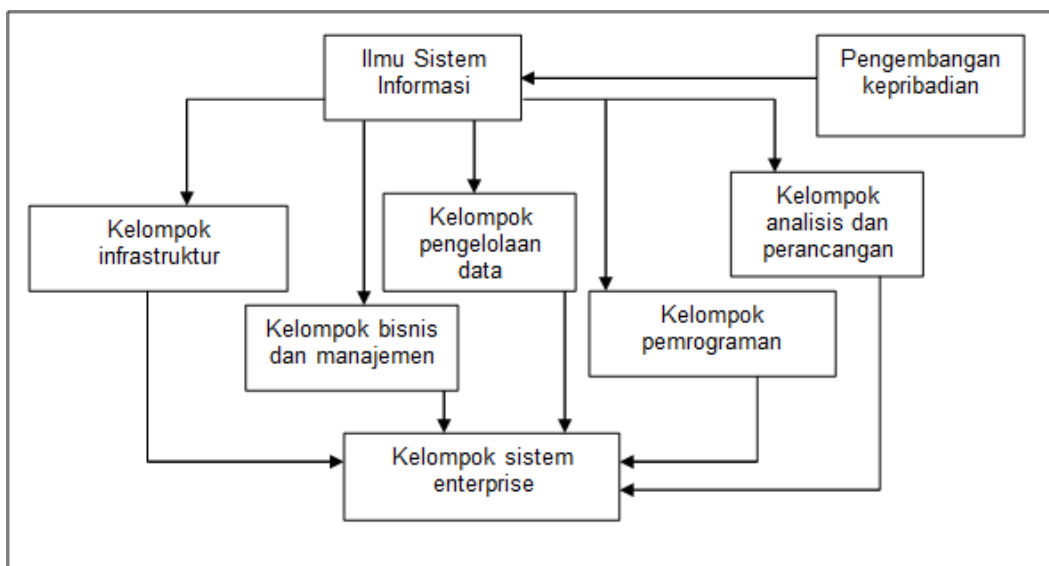 Ilmu Sistem
Informasi
Pengembangan
kepribadian
Kelompok
infrastruktur
Kelompok bisnis
dan manajemen
Kelompok
pengelolaan
data
Kelompok
pemrograman
Kelompok
analisis dan
perancangan
Kelompok sistem
enterprise